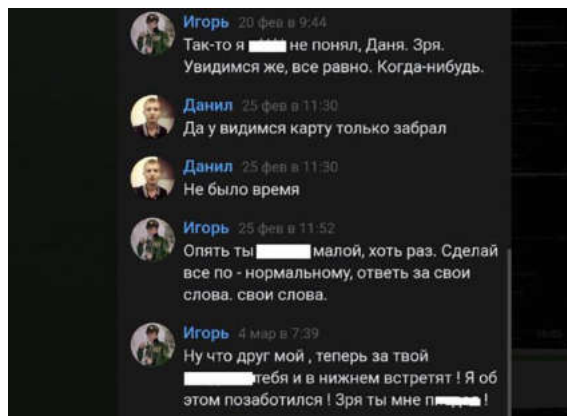 Игорь 20 фев в 9:44
Так-то я не понял, Даня. Зря.
Увидимся же, все равно. Когда-нибудь.
Данил 25 фев в 11:30
Да у видимся карту только забрал
Данил 25 фев в 11:30
Не было время
Игорь 25 фев в 11:52
Опять ты малой, хоть раз. Сделай
все по - нормальному, ответь за свои
слова. свои слова.
Игорь 4 мар в 7:39
Ну что друг мой , теперь за твой
тебя и в нижнем встретят ! Я об
этом позаботился ! Зря ты мне !